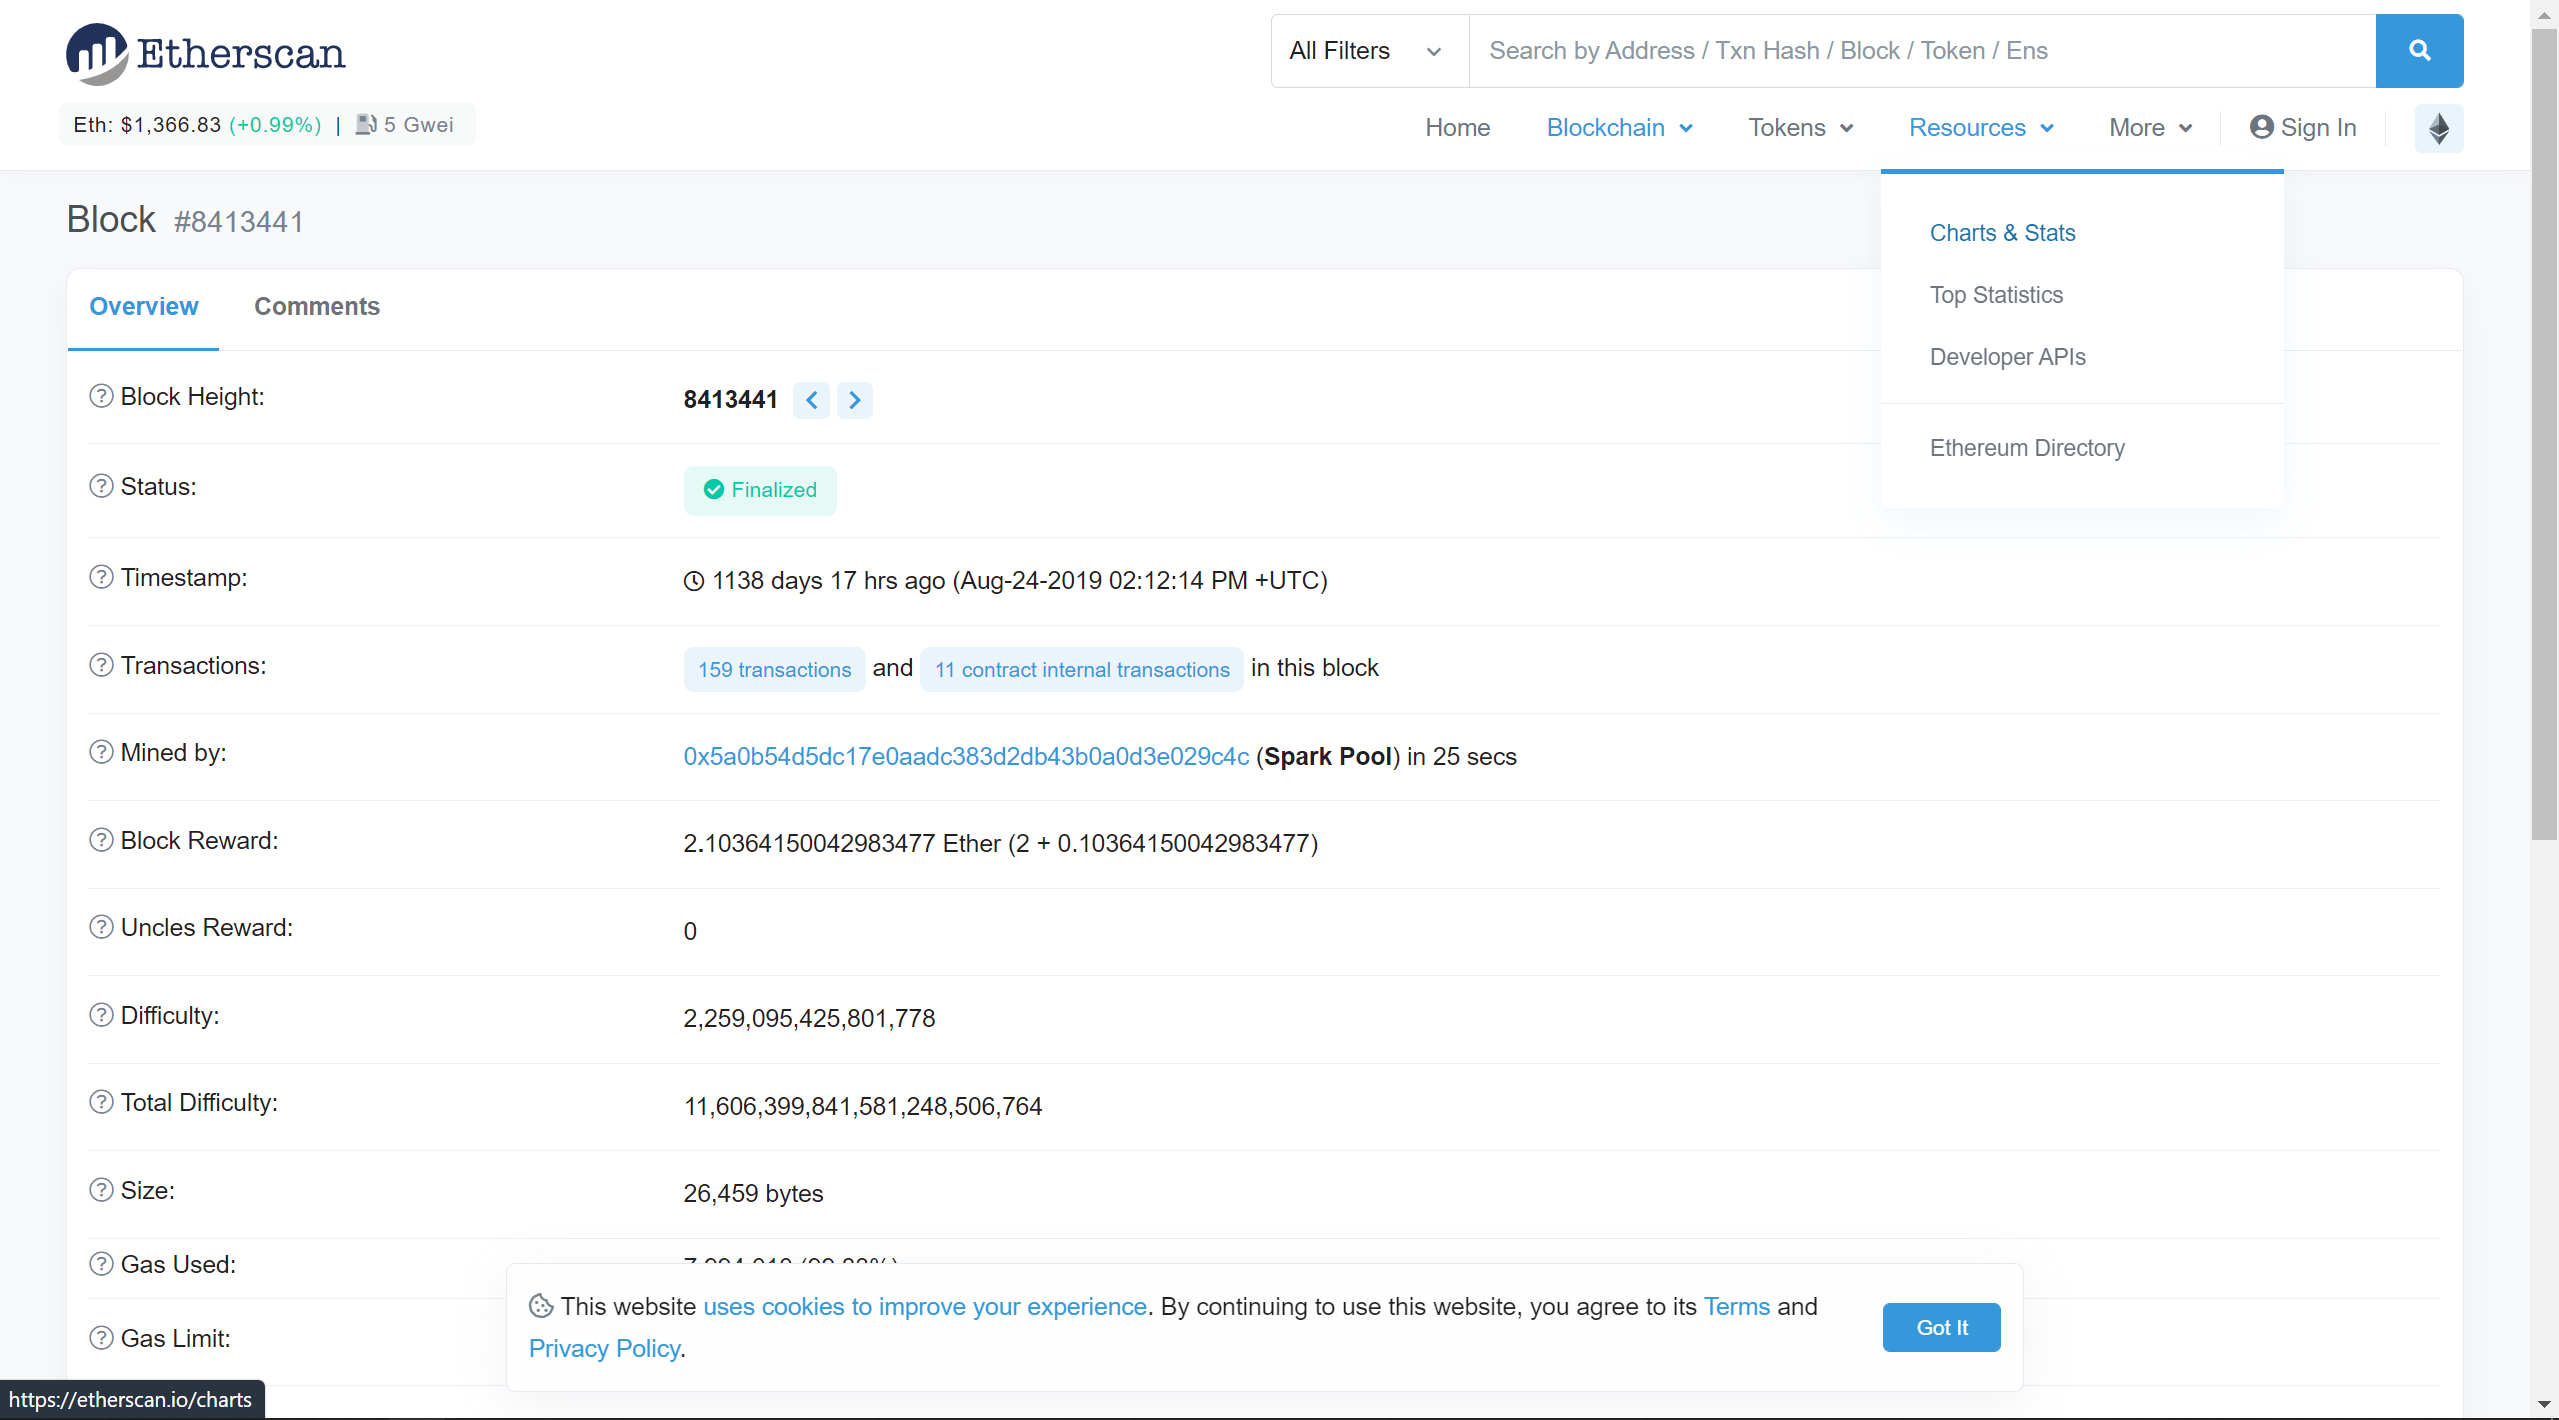 Etherscan
All Filters
Search by Address / Txn Hash / Block / Token / Ens
Eth: $1,366.83 (+0.99%) | 5 Gwei
Home
Blockchain
Tokens
Resources
More
Sign In
Charts & Stats
Top Statistics
Developer APIs
Ethereum Directory
Block #8413441
Overview
Comments
Block Height:
8413441
Status:
Finalized
Timestamp:
1138 days 17 hrs ago (Aug-24-2019 02:12:14 PM +UTC)
Transactions:
159 transactions and 11 contract internal transactions in this block
Mined by:
0x5a0b54d5dc17e0aadc383d2db43b0a0d3e029c4c (Spark Pool) in 25 secs
Block Reward:
2.10364150042983477 Ether (2 + 0.10364150042983477)
Uncles Reward:
0
Difficulty:
2,259,095,425,801,778
Total Difficulty:
11,606,399,841,581,248,506,764
Size:
26,459 bytes
Gas Used:
Gas Limit:
This website uses cookies to improve your experience. By continuing to use this website, you agree to its Terms and
Privacy Policy.
Got It
https://etherscan.io/charts